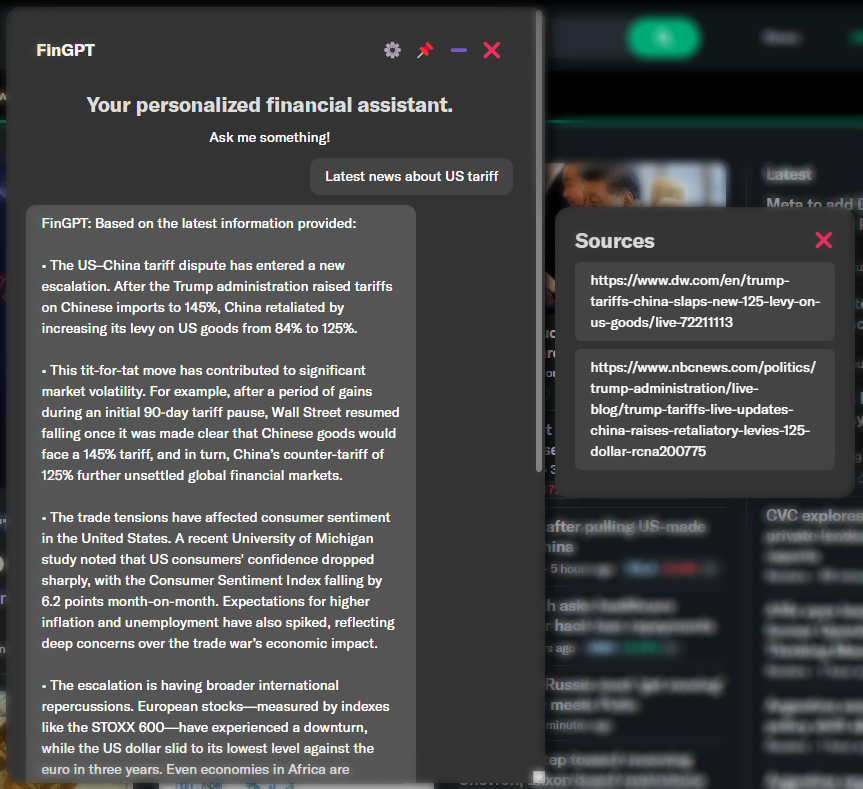 FinGPT
Your personalized financial assistant.
Ask me something!
Latest news about US tariff
FinGPT: Based on the latest information provided:
• The US–China tariff dispute has entered a new
escalation. After the Trump administration raised tariffs
on Chinese imports to 145%, China retaliated by
increasing its levy on US goods from 84% to 125%.
• This tit-for-tat move has contributed to significant
market volatility. For example, after a period of gains
during an initial 90-day tariff pause, Wall Street resumed
falling once it was made clear that Chinese goods would
face a 145% tariff, and in turn, China's counter-tariff of
125% further unsettled global financial markets.
• The trade tensions have affected consumer sentiment
in the United States. A recent University of Michigan
study noted that US consumers' confidence dropped
sharply, with the Consumer Sentiment Index falling by
6.2 points month-on-month. Expectations for higher
inflation and unemployment have also spiked, reflecting
deep concerns over the trade war's economic impact.
• The escalation is having broader international
repercussions. European stocks—measured by indexes
like the STOXX 600—have experienced a downturn,
while the US dollar slid to its lowest level against the
euro in three years. Even economies in Africa are
Sources
https://www.dw.com/en/trump-
tariffs-china-slaps-new-125-levy-on-
us-goods/live-72211113
https://www.nbcnews.com/politics/
trump-administration/live-
blog/trump-tariffs-live-updates-
china-raises-retaliatory-levies-125-
dollar-rcna200775
Latest
Meta to add
after pulling US-made
5 hours ago
CVC explores